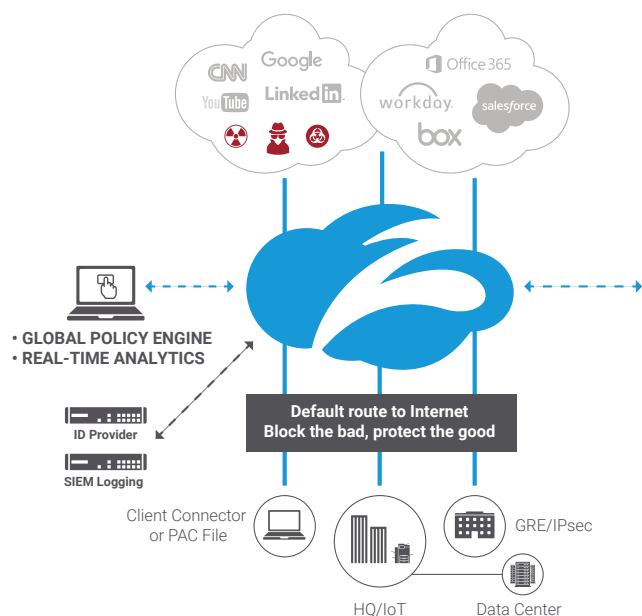 CNN
Google
YouTube
LinkedIn
Office 365
workday.
salesforce
box
• GLOBAL POLICY ENGINE
• REAL-TIME ANALYTICS
ID Provider
SIEM Logging
Default route to Internet
Block the bad, protect the good
Client Connector
or PAC File
GRE/IPsec
HQ/IoT
Data Center